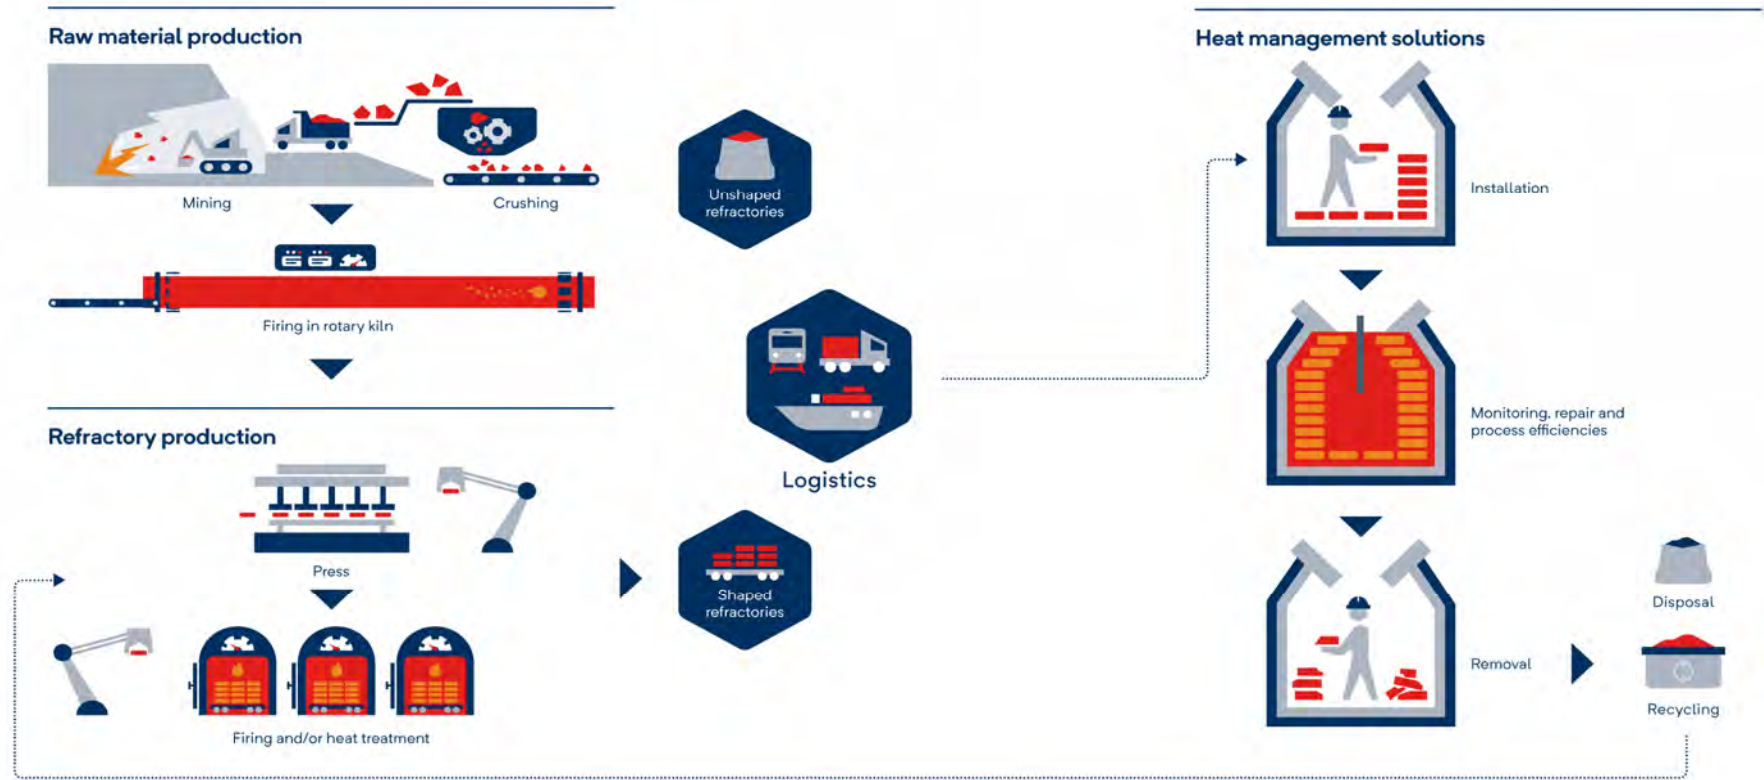 Raw material production
Mining
Crushing
Firing in rotary kiln
Refractory production
Press
Firing and/or heat treatment
Unshaped
refractories
Logistics
Shaped
refractories
Heat management solutions
Installation
Monitoring, repair and
process efficiencies
Removal
Disposal
Recycling